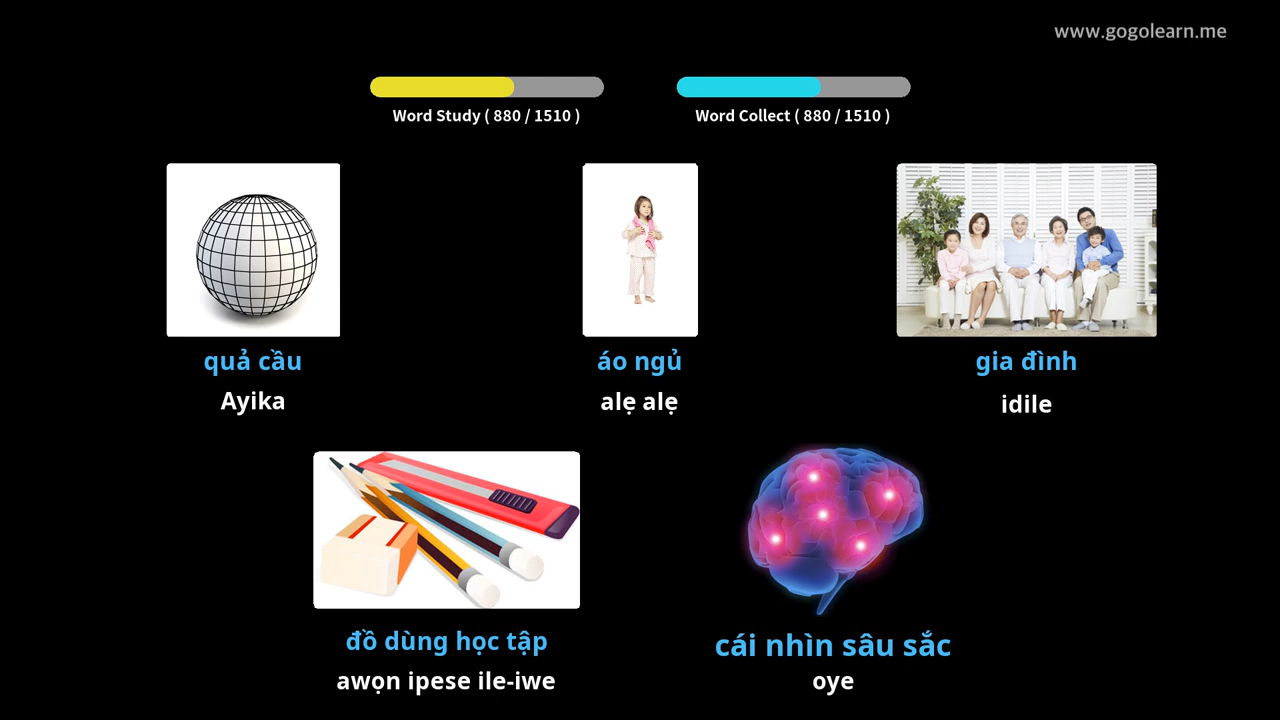 www.gogolearn.me
Word Study ( 880 / 1510 )
Word Collect ( 880 / 1510 )
quả cầu
Ayika
áo ngủ
alẹ alẹ
gia đình
idile
đồ dùng học tập
awọn ipese ile-iwe
cái nhìn sâu sắc
oye